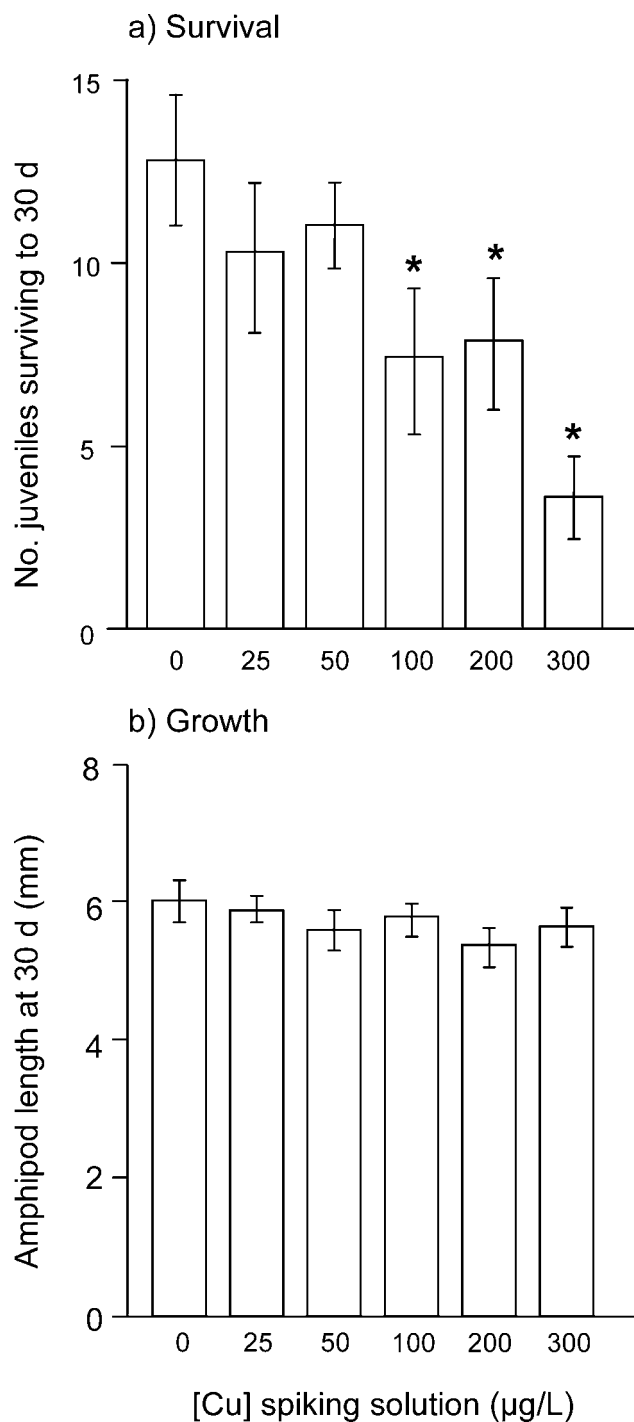 a) Survival
15
10
5
0
No. juveniles surviving to 30 d
* *
*
0 25 50 100 200 300
b) Growth
8
6
4
2
0
Amphipod length at 30 d (mm)
0 25 50 100 200 300
[Cu] spiking solution (µg/L)